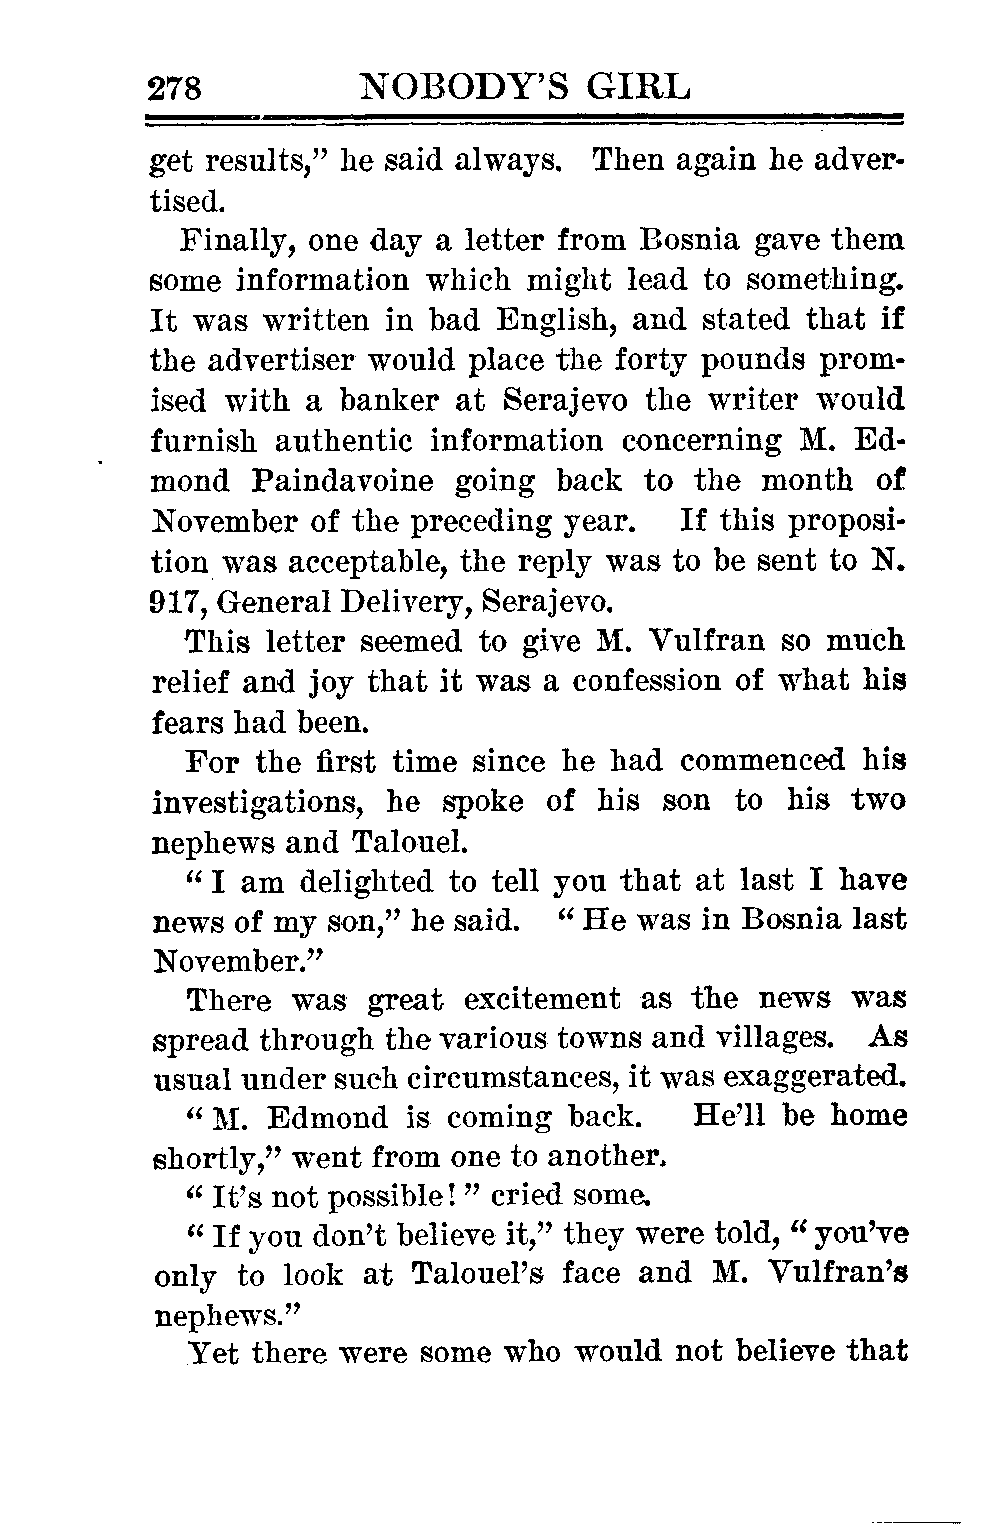 278 NOBODY'S GIRL
get results,” he said always. Then again he adver-
tised.
Finally, one day a letter from Bosnia gave them
some information which might lead to something.
It was written in bad English, and stated that if
the advertiser would place the forty pounds prom-
ised with a banker at Serajevo the writer would
furnish authentic information concerning M. Ed-
mond Paindavoine going back to the month of
November of the preceding year. If this proposi-
tion was acceptable, the reply was to be sent to N.
917, General Delivery, Serajevo.
This letter seemed to give M. Vulfran so much
relief and joy that it was a confession of what his
fears had been.
For the first time since he had commenced his
investigations, he spoke of his son to his two
nephews and Talouel.
“ I am delighted to tell you that at last I have
news of my son,” he said. “ He was in Bosnia last
November.”
There was great excitement as the news was
spread through the various towns and villages. As
usual under such circumstances, it was exaggerated.
“ M. Edmond is coming back. He’ll be home
shortly,” went from one to another.
“ It’s not possible! ” cried some.
“ If you don’t believe it,” they were told, “ you’ve
only to look at Talouel’s face and M. Vulfran’s
nephews.”
Yet there were some who would not believe that